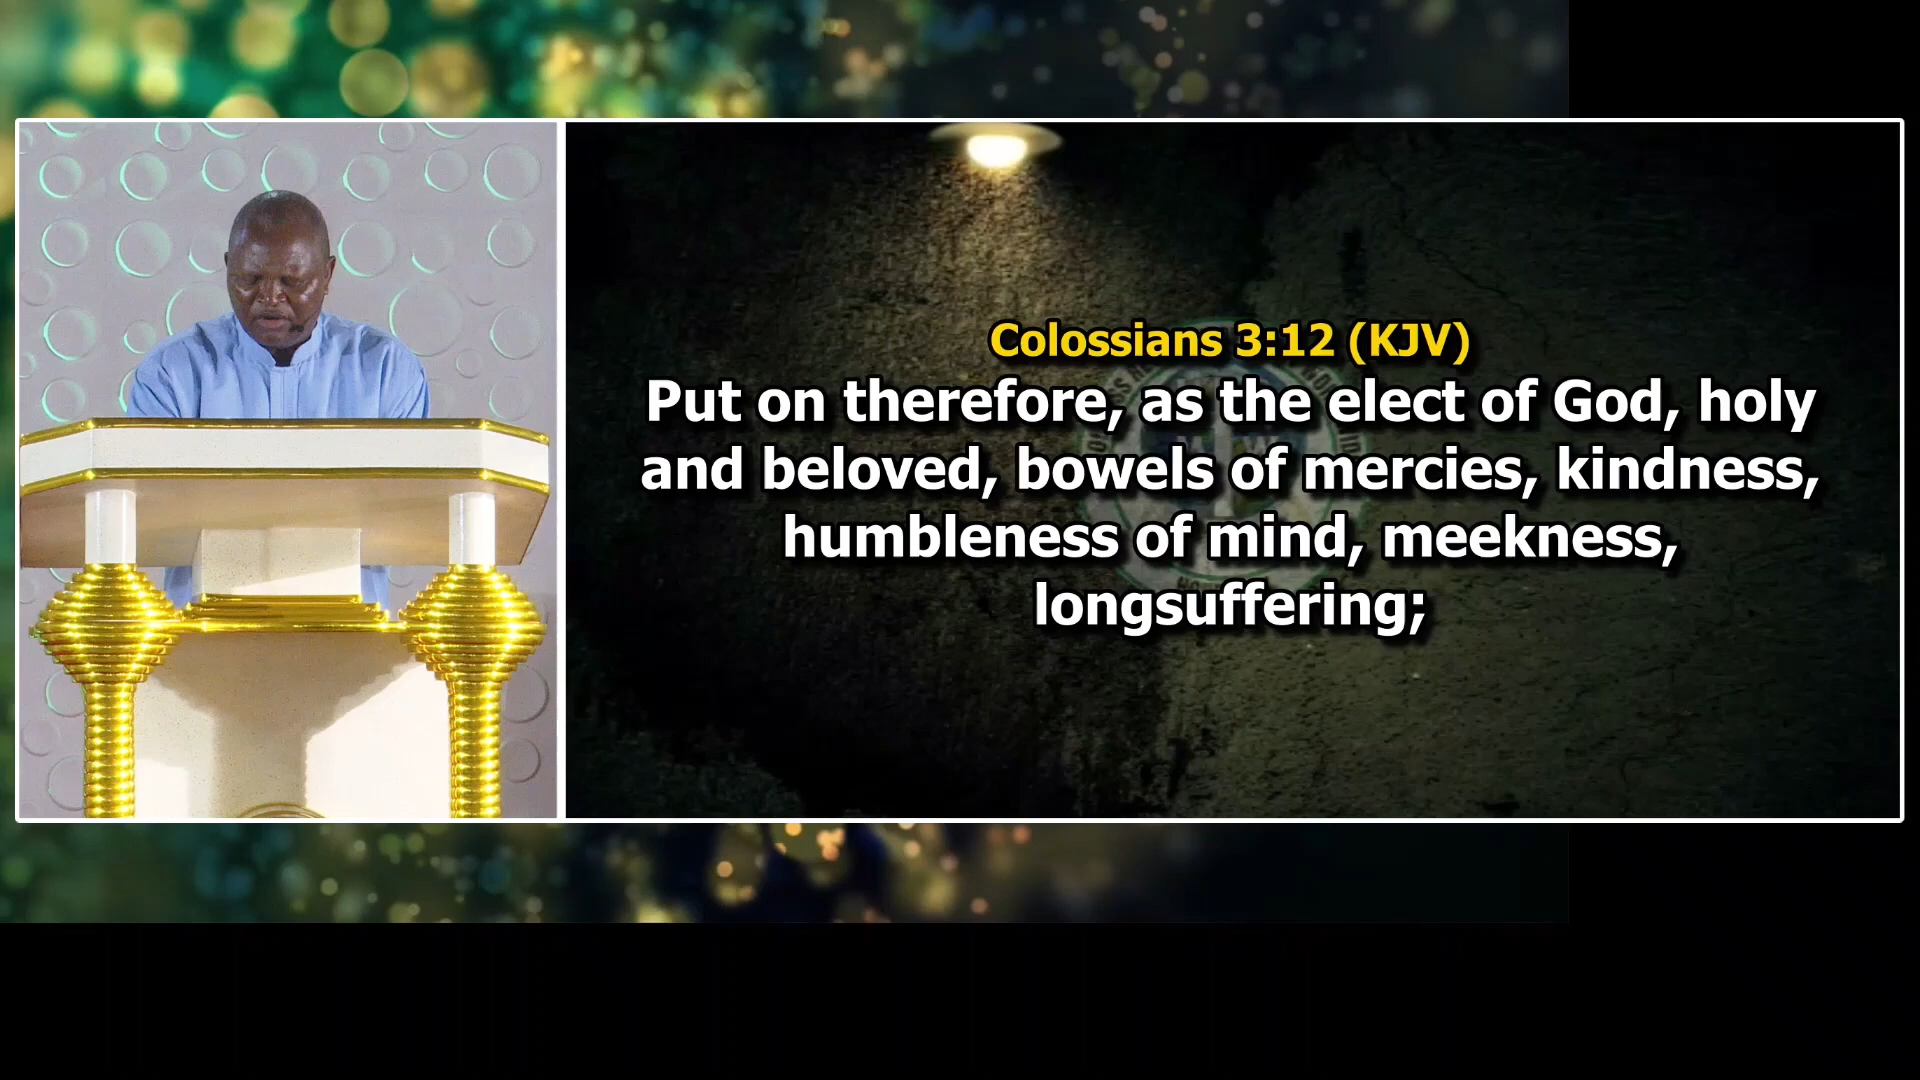 Colossians 3:12 (KJV)
Put on therefore, as the elect of God, holy
and beloved, bowels of mercies, kindness,
humbleness of mind, meekness,
longsuffering;